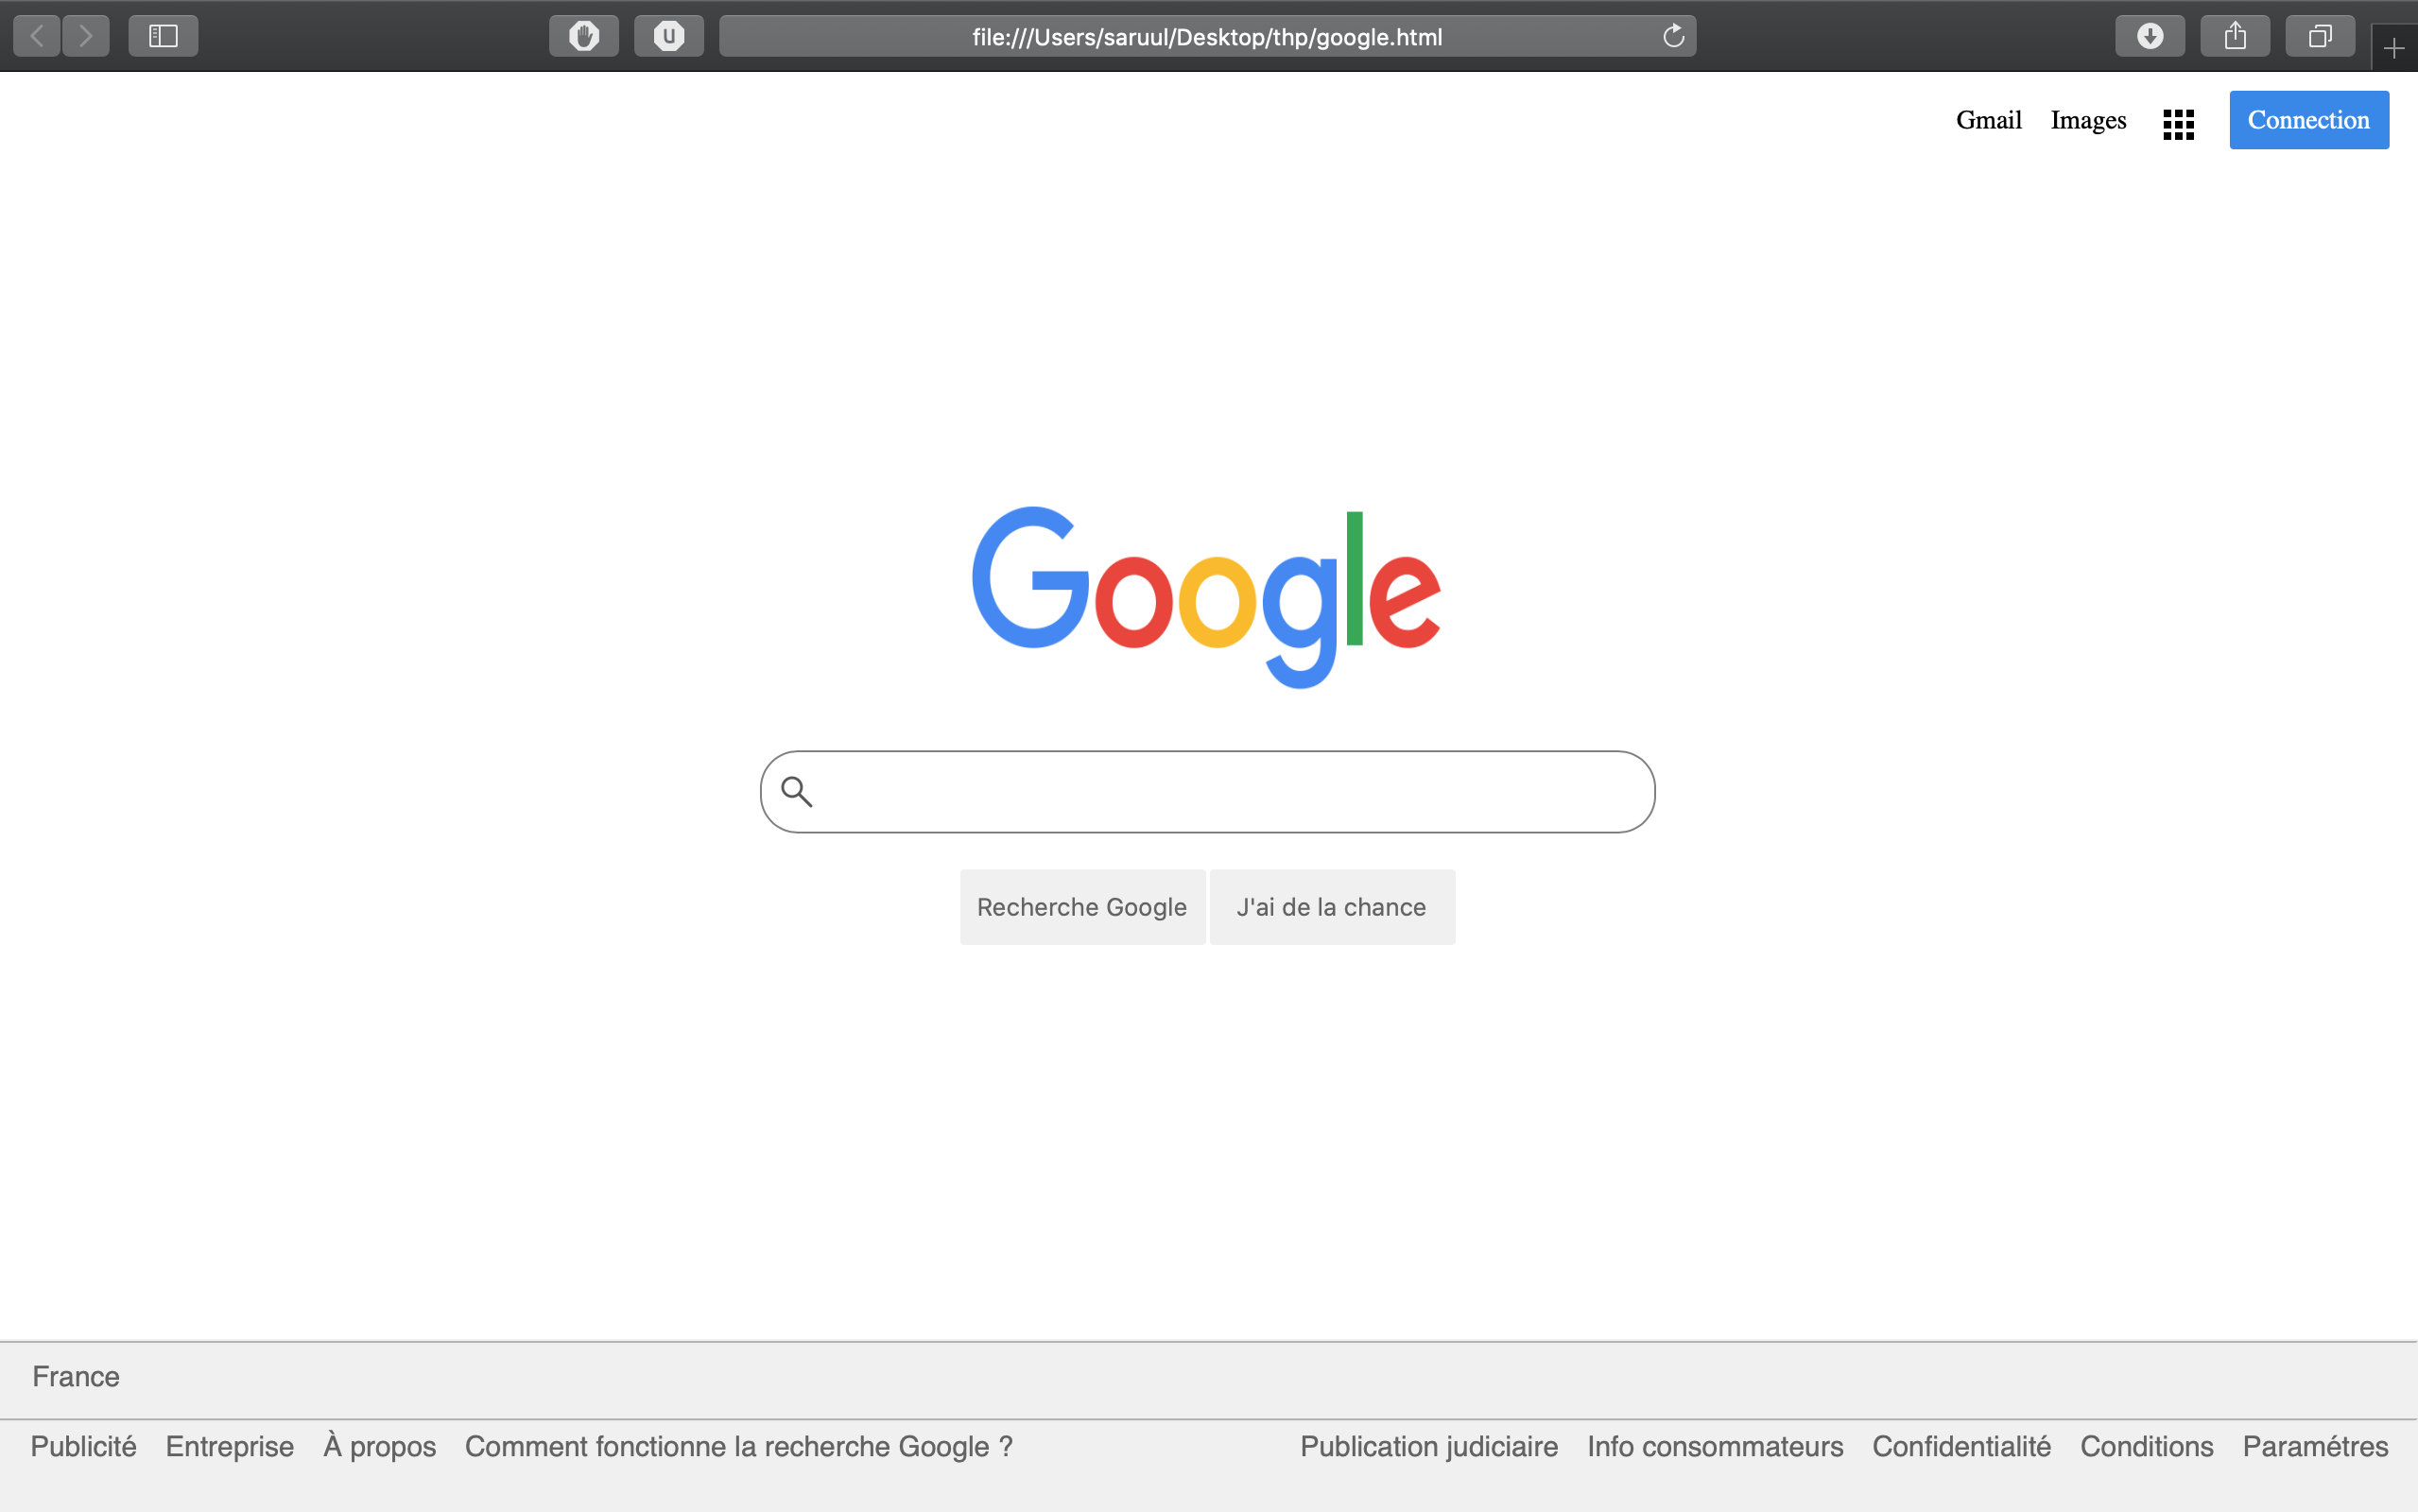 file:///Users/saruul/Desktop/thp/google.html
Gmail Images Connection
Google
Recherche Google J'ai de la chance
France
Publicité Entreprise À propos Comment fonctionne la recherche Google ? Publication judiciaire Info consommateurs Confidentialité Conditions Paramétres